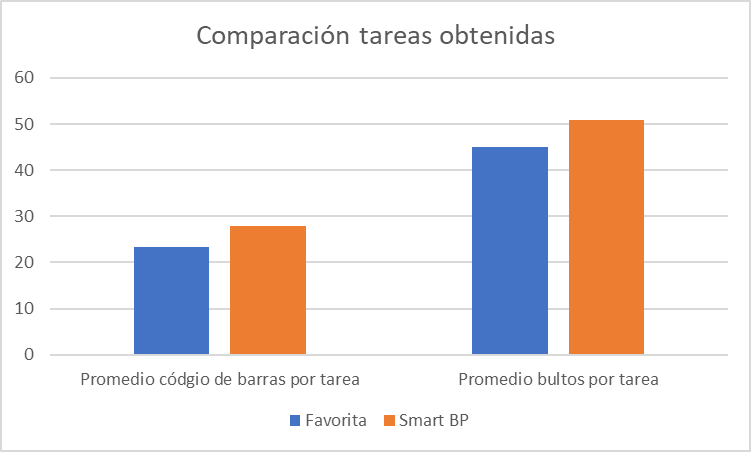 Comparación tareas obtenidas
60
50
40
30
20
10
0
Promedio códgio de barras por tarea
Promedio bultos por tarea
Favorita
Smart BP